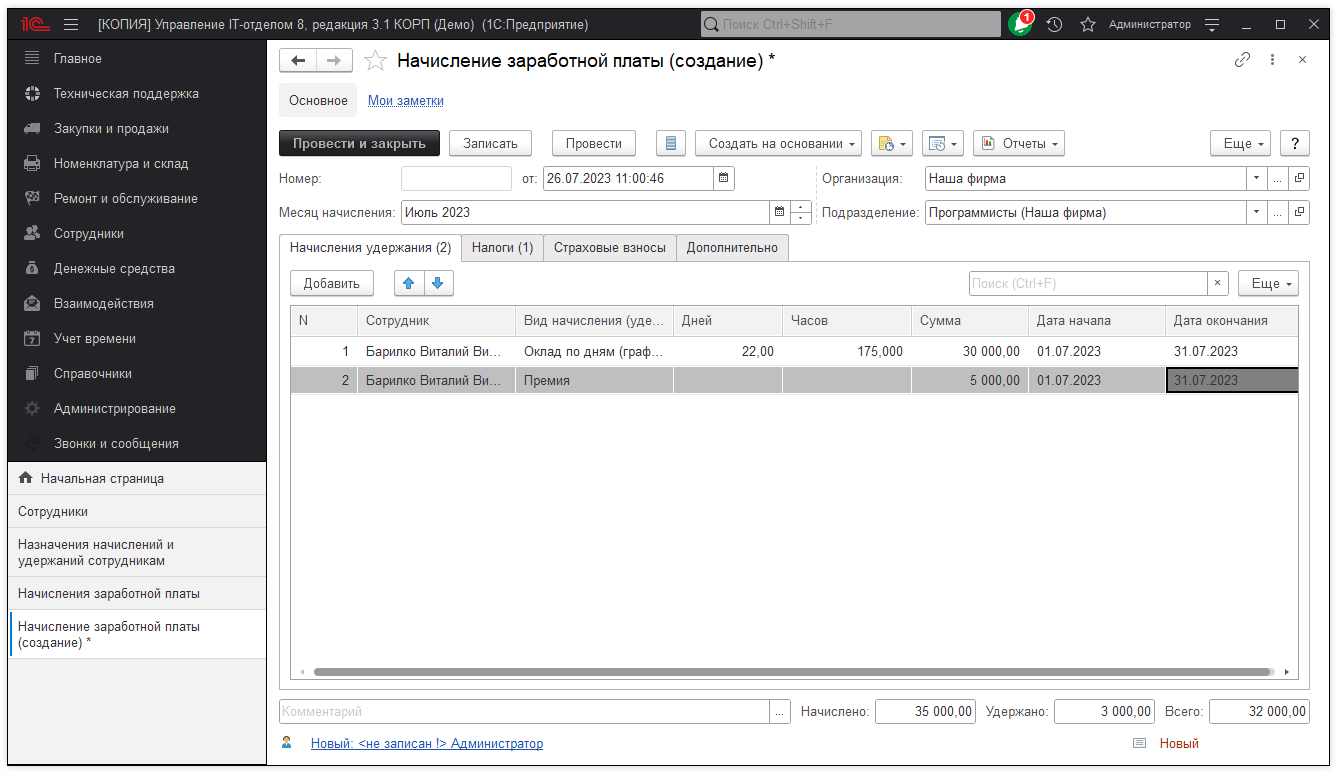 1С [КОПИЯ] Управление IT-отделом 8, редакция 3.1 КОРП (Демо) (1С:Предприятие) Поиск Ctrl+Shift+F 1 Администратор
Главное
Техническая поддержка
Закупки и продажи
Номенклатура и склад
Ремонт и обслуживание
Сотрудники
Денежные средства
Взаимодействия
7 Учет времени
Справочники
Администрирование
Звонки и сообщения
Начальная страница
Сотрудники
Назначения начислений и
удержаний сотрудникам
Начисления заработной платы
Начисление заработной платы
(создание) *
Начисление заработной платы (создание) *
Основное Мои заметки
Провести и закрыть Записать Провести Создать на основании Отчеты Еще ?
Номер: от: 26.07.2023 11:00:46 Организация: Наша фирма ...
Месяц начисления: Июль 2023 Подразделение: Программисты (Наша фирма) ...
Начисления удержания (2) Налоги (1) Страховые взносы Дополнительно
Добавить Поиск (Ctrl+F) × Еще
N Сотрудник Вид начисления (уде... Дней Часов Сумма Дата начала Дата окончания
1 Барилко Виталий Ви... Оклад по дням (граф... 22,00 175,000 30 000,00 01.07.2023 31.07.2023
2 Барилко Виталий Ви... Премия 5 000,00 01.07.2023 31.07.2023
Комментарий ... Начислено: 35 000,00 Удержано: 3 000,00 Всего: 32 000,00
Новый: <не записан !> Администратор Новый